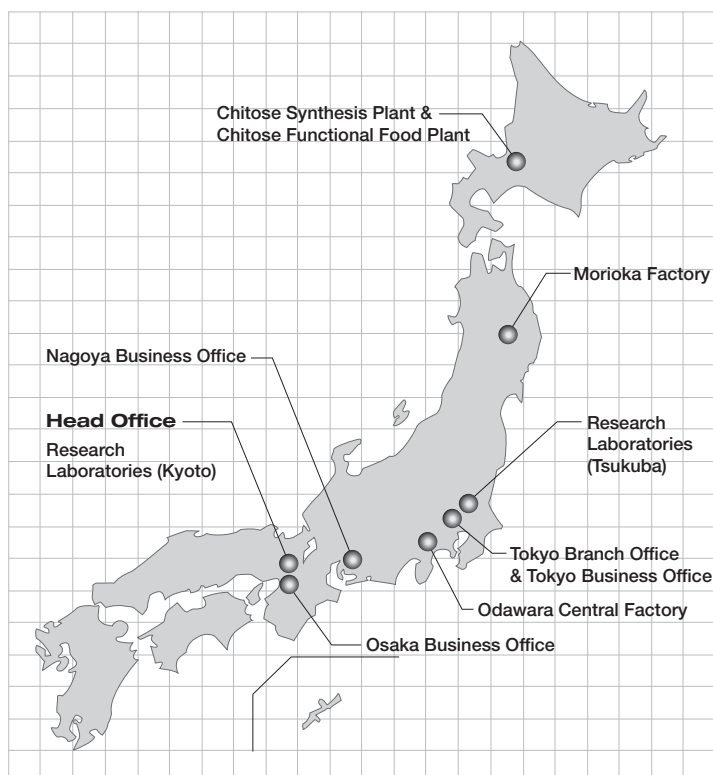 Chitose Synthesis Plant &
Chitose Functional Food Plant
Morioka Factory
Nagoya Business Office
Head Office
Research
Laboratories (Kyoto)
Research
Laboratories
(Tsukuba)
Tokyo Branch Office
& Tokyo Business Office
Odawara Central Factory
Osaka Business Office